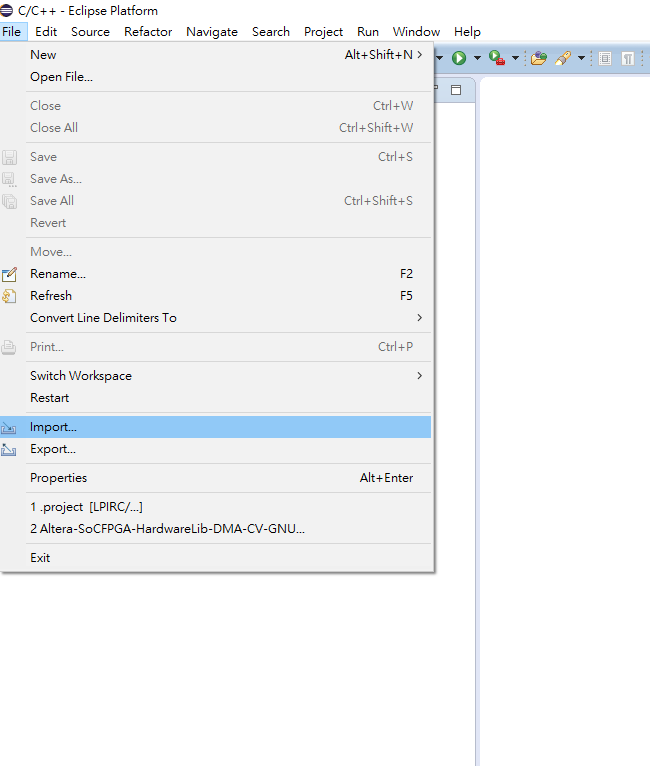 C/C++ - Eclipse Platform
File Edit Source Refactor Navigate Search Project Run Window Help
New Alt+Shift+N >
Open File...
Close Ctrl+W
Close All Ctrl+Shift+W
Save Ctrl+S
Save As...
Save All Ctrl+Shift+S
Revert
Move...
Rename... F2
Refresh F5
Convert Line Delimiters To >
Print... Ctrl+P
Switch Workspace >
Restart
Import...
Export...
Properties Alt+Enter
1 .project [LPIRC/...]
2 Altera-SoCFPGA-HardwareLib-DMA-CV-GNU...
Exit